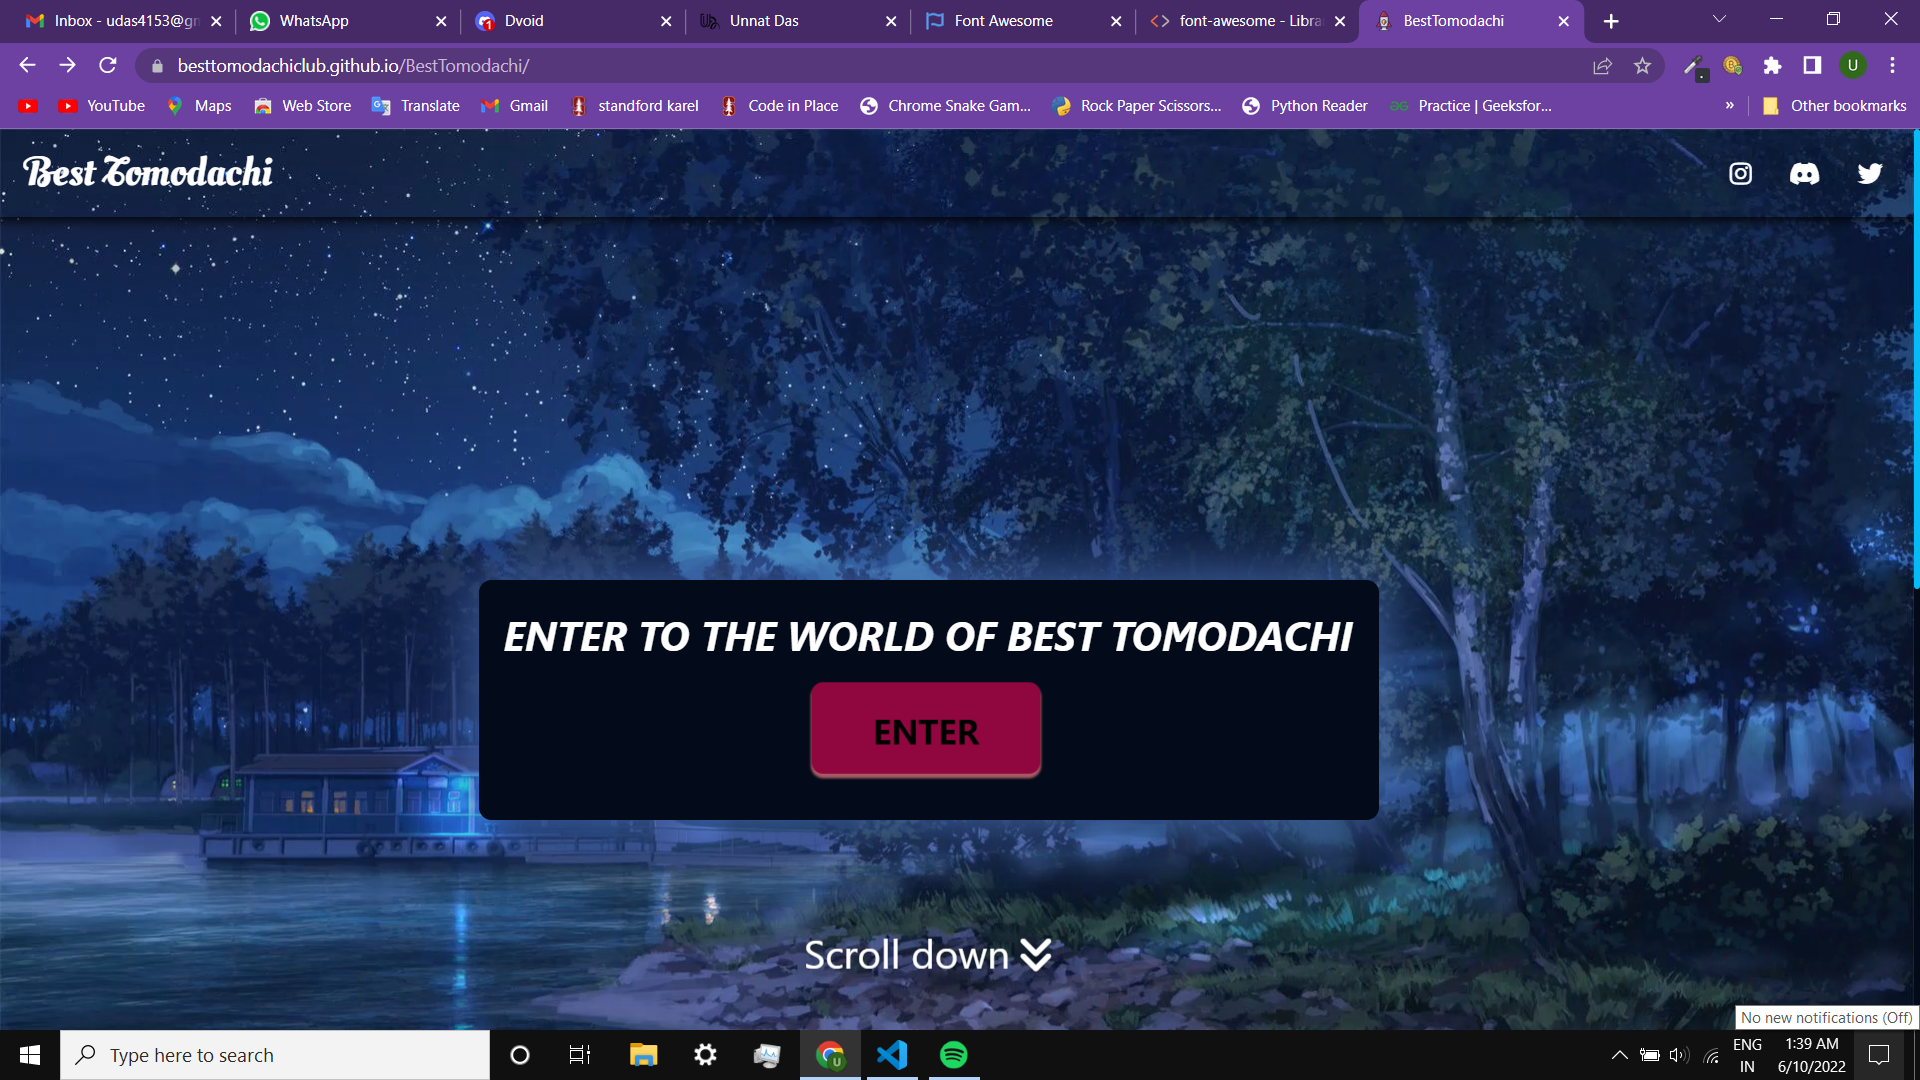 Inbox - udas4153@gm
WhatsApp
Dvoid
Unnat Das
Font Awesome
font-awesome - Libra
BestTomodachi
besttomodachiclub.github.io/BestTomodachi/
U
YouTube
Maps
Web Store
Translate
Gmail
standford karel
Code in Place
Chrome Snake Gam...
Rock Paper Scissors...
Python Reader
Practice | Geeksfor...
»
Other bookmarks
Best Tomodachi
ENTER TO THE WORLD OF BEST TOMODACHI
ENTER
Scroll down
No new notifications (Off)
Type here to search
ENG
IN
1:39 AM
6/10/2022